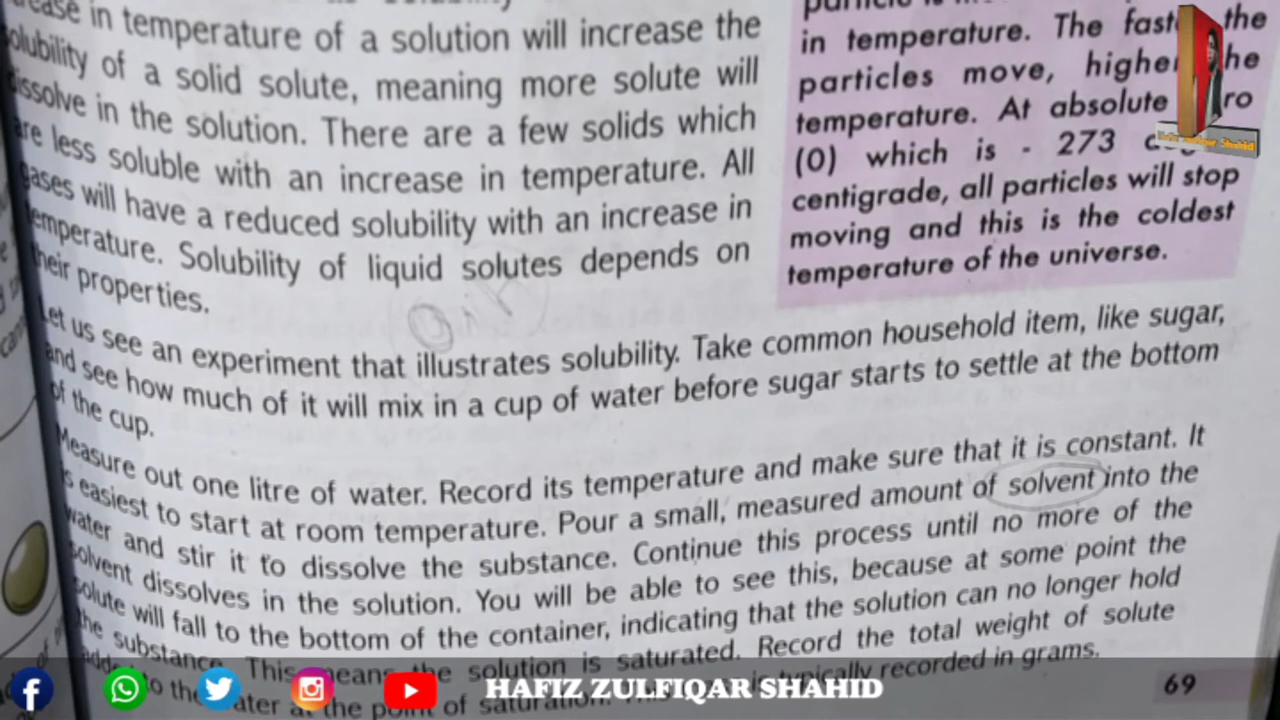 in temperature of a solution will increase the
solubility of a solid solute, meaning more solute will
dissolve in the solution. There are a few solids which
are less soluble with an increase in temperature. All
gases will have a reduced solubility with an increase in
temperature. Solubility of liquid solutes depends on
their properties.
in temperature. The the
particles move,
temperature. At absolute
(0) which is - 273
centigrade, all particles will stop
moving and this is the coldest
temperature of the universe.
Let us see an experiment that illustrates solubility. Take common household item, like sugar,
and see how much of it will mix in a cup of water before sugar starts to settle at the bottom
of the cup.
Measure out one litre of water. Record its temperature and make sure that it is constant. It
is easiest to start at room temperature. Pour a small, measured amount of solvent into the
water and stir it to dissolve the substance. Continue this process until no more of the
solvent dissolves in the solution. You will be able to see this, because at some point the
solute will fall to the bottom of the container, indicating that the solution can no longer hold
the substance. This means the solution is saturated. Record the total weight of solute
to the water at the point of saturation. is typically recorded in grams.
69
HAFIZ ZULFIQAR SHAHID